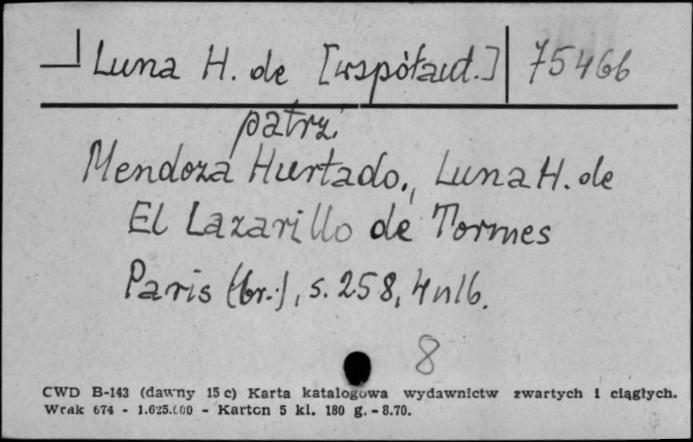 Luna H. de [współaut.] 75466
patrz.
Mendoza Hurtado., Luna H. de
El Lazarillo de Tormes
Paris (br.), s. 258, 4nlb.
8
CWD B-143 (dawny 15 c) Karta katalogowa wydawnictw zwartych i ciągłych.
Wrak 674 - 1.625.000 - Karton 5 kl. 180 g. - 8.70.